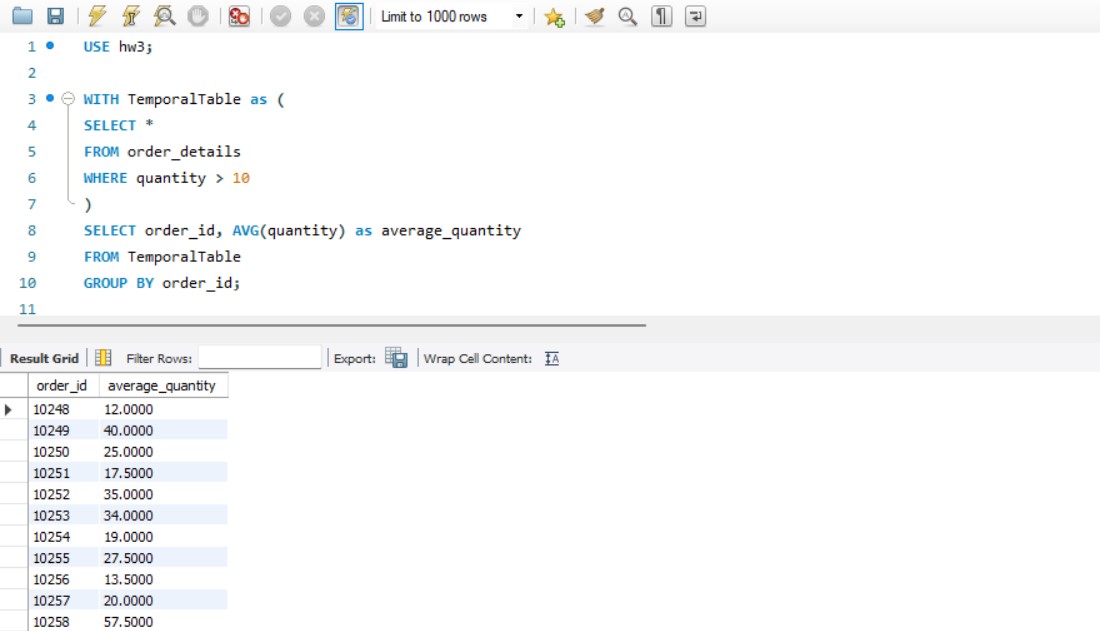 Limit to 1000 rows
1 USE hw3;
2
3 WITH TemporalTable as (
4 SELECT *
5 FROM order_details
6 WHERE quantity > 10
7 )
8 SELECT order_id, AVG(quantity) as average_quantity
9 FROM TemporalTable
10 GROUP BY order_id;
11
Result Grid Filter Rows: Export: Wrap Cell Content: IA
order_id average_quantity
10248 12.0000
10249 40.0000
10250 25.0000
10251 17.5000
10252 35.0000
10253 34.0000
10254 19.0000
10255 27.5000
10256 13.5000
10257 20.0000
10258 57.5000